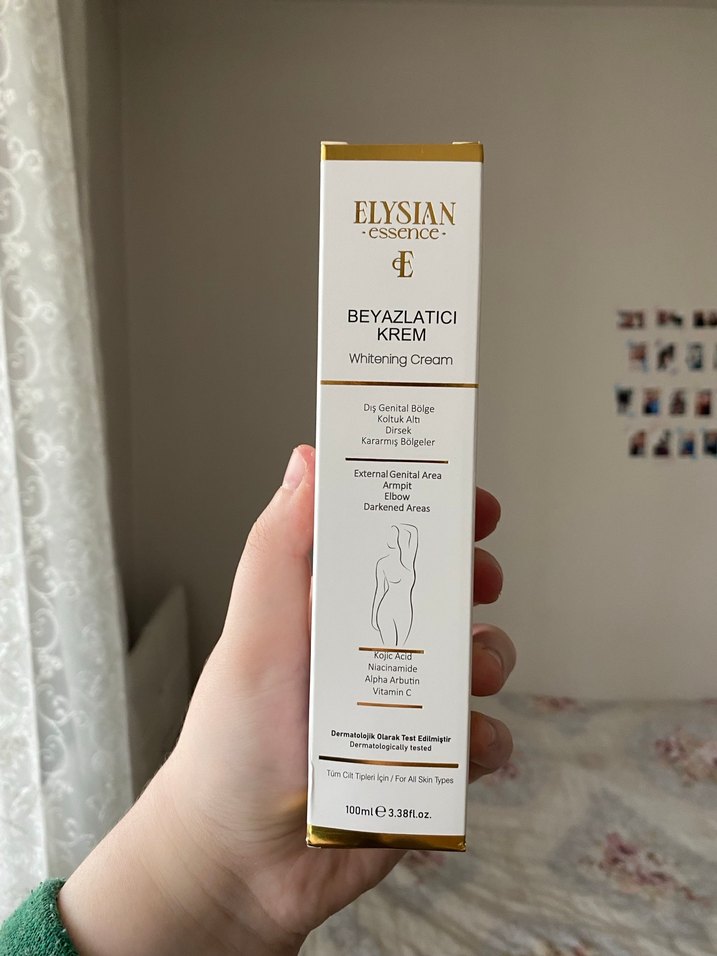 ELYSIAN
-essence-
E
BEYAZLATICI
KREM
Whitening Cream
Dış Genital Bölge
Koltuk Altı
Dirsek
Kararmış Bölgeler
External Genital Area
Armpit
Elbow
Darkened Areas
Kojic Acid
Niacinamide
Alpha Arbutin
Vitamin C
Dermatolojik Olarak Test Edilmiştir
Dermatologically tested
Tüm Cilt Tipleri İçin / For All Skin Types
100ml ℮ 3.38fl.oz.